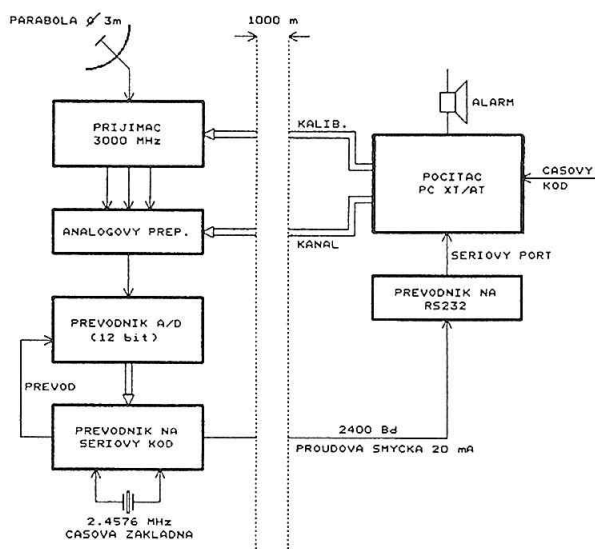 PARABOLA ⌀ 3m
1000 m
PRIJIMAC
3000 MHz
KALIB.
ALARM
POCITAC
PC XT/AT
CASOVY
KOD
ANALOGOVY PREP.
KANAL
SERIOVY PORT
PREVODNIK NA
RS232
PREVODNIK A/D
(12 bit)
PREVOD
PREVODNIK NA
SERIOVY KOD
2400 Bd
PROUDOVA SMYCKA 20 mA
2.4576 MHz
CASOVA ZAKLADNA